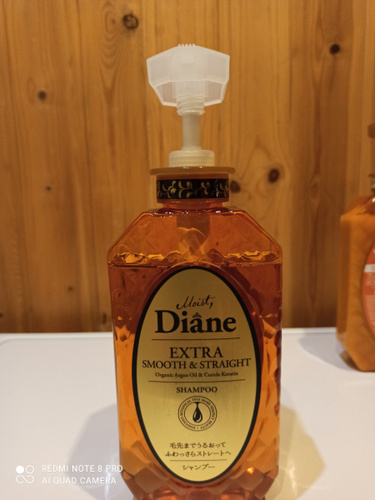 Moist,
Diâne
EXTRA
SMOOTH & STRAIGHT
Organic Argan Oil & Cuticle Keratin
SHAMPOO
毛先までうるおって
ふわっさらストレートへ
シャンプー
REDMI NOTE 8 PRO
AI QUAD CAMERA